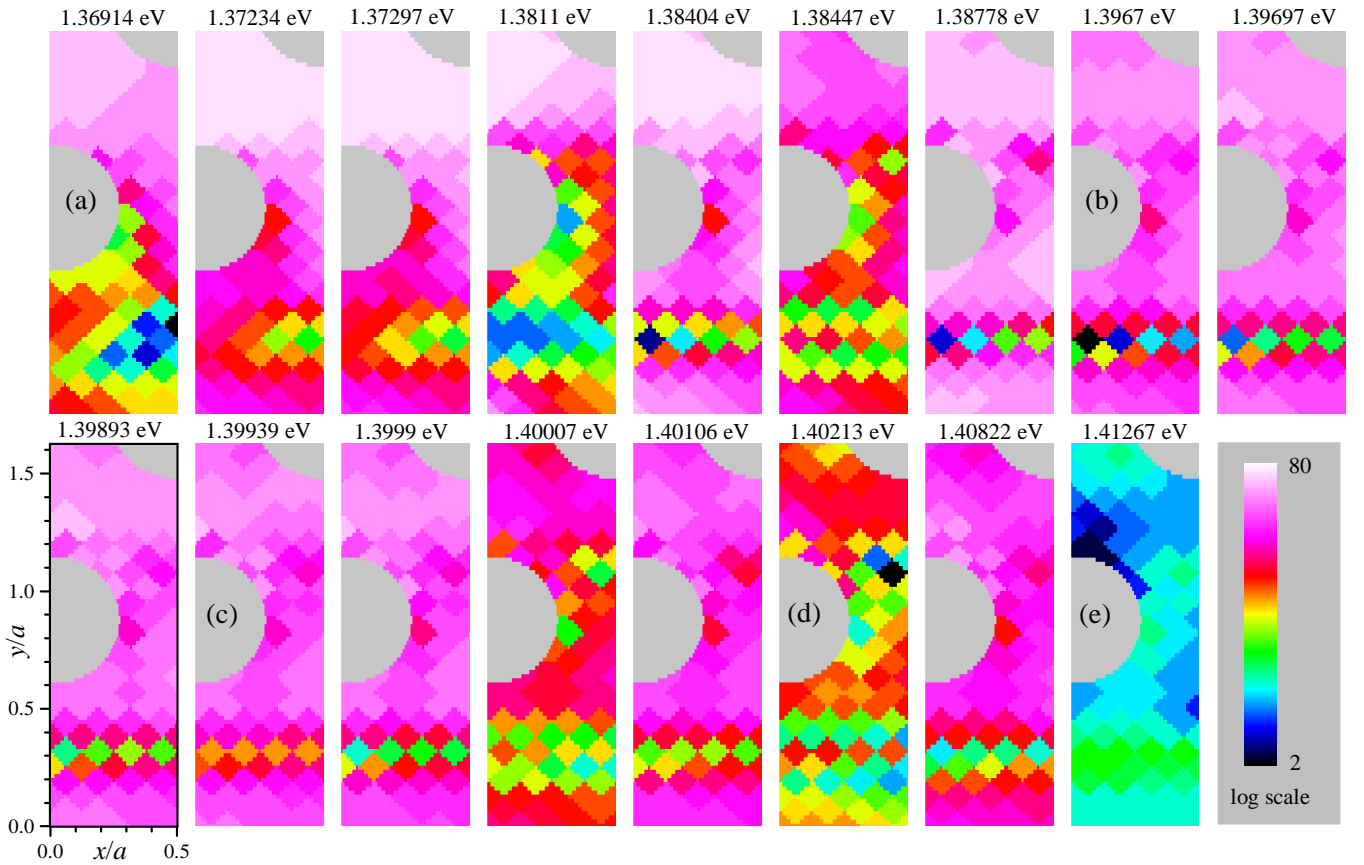 1.36914 eV 1.37234 eV 1.37297 eV 1.3811 eV 1.38404 eV 1.38447 eV 1.38778 eV 1.3967 eV 1.39697 eV
(a) (b)
1.39893 eV 1.39939 eV 1.3999 eV 1.40007 eV 1.40106 eV 1.40213 eV 1.40822 eV 1.41267 eV
1.5
80
1.0
(c) (d) (e)
y/a
0.5
2
log scale
0.0
0.0 x/a 0.5